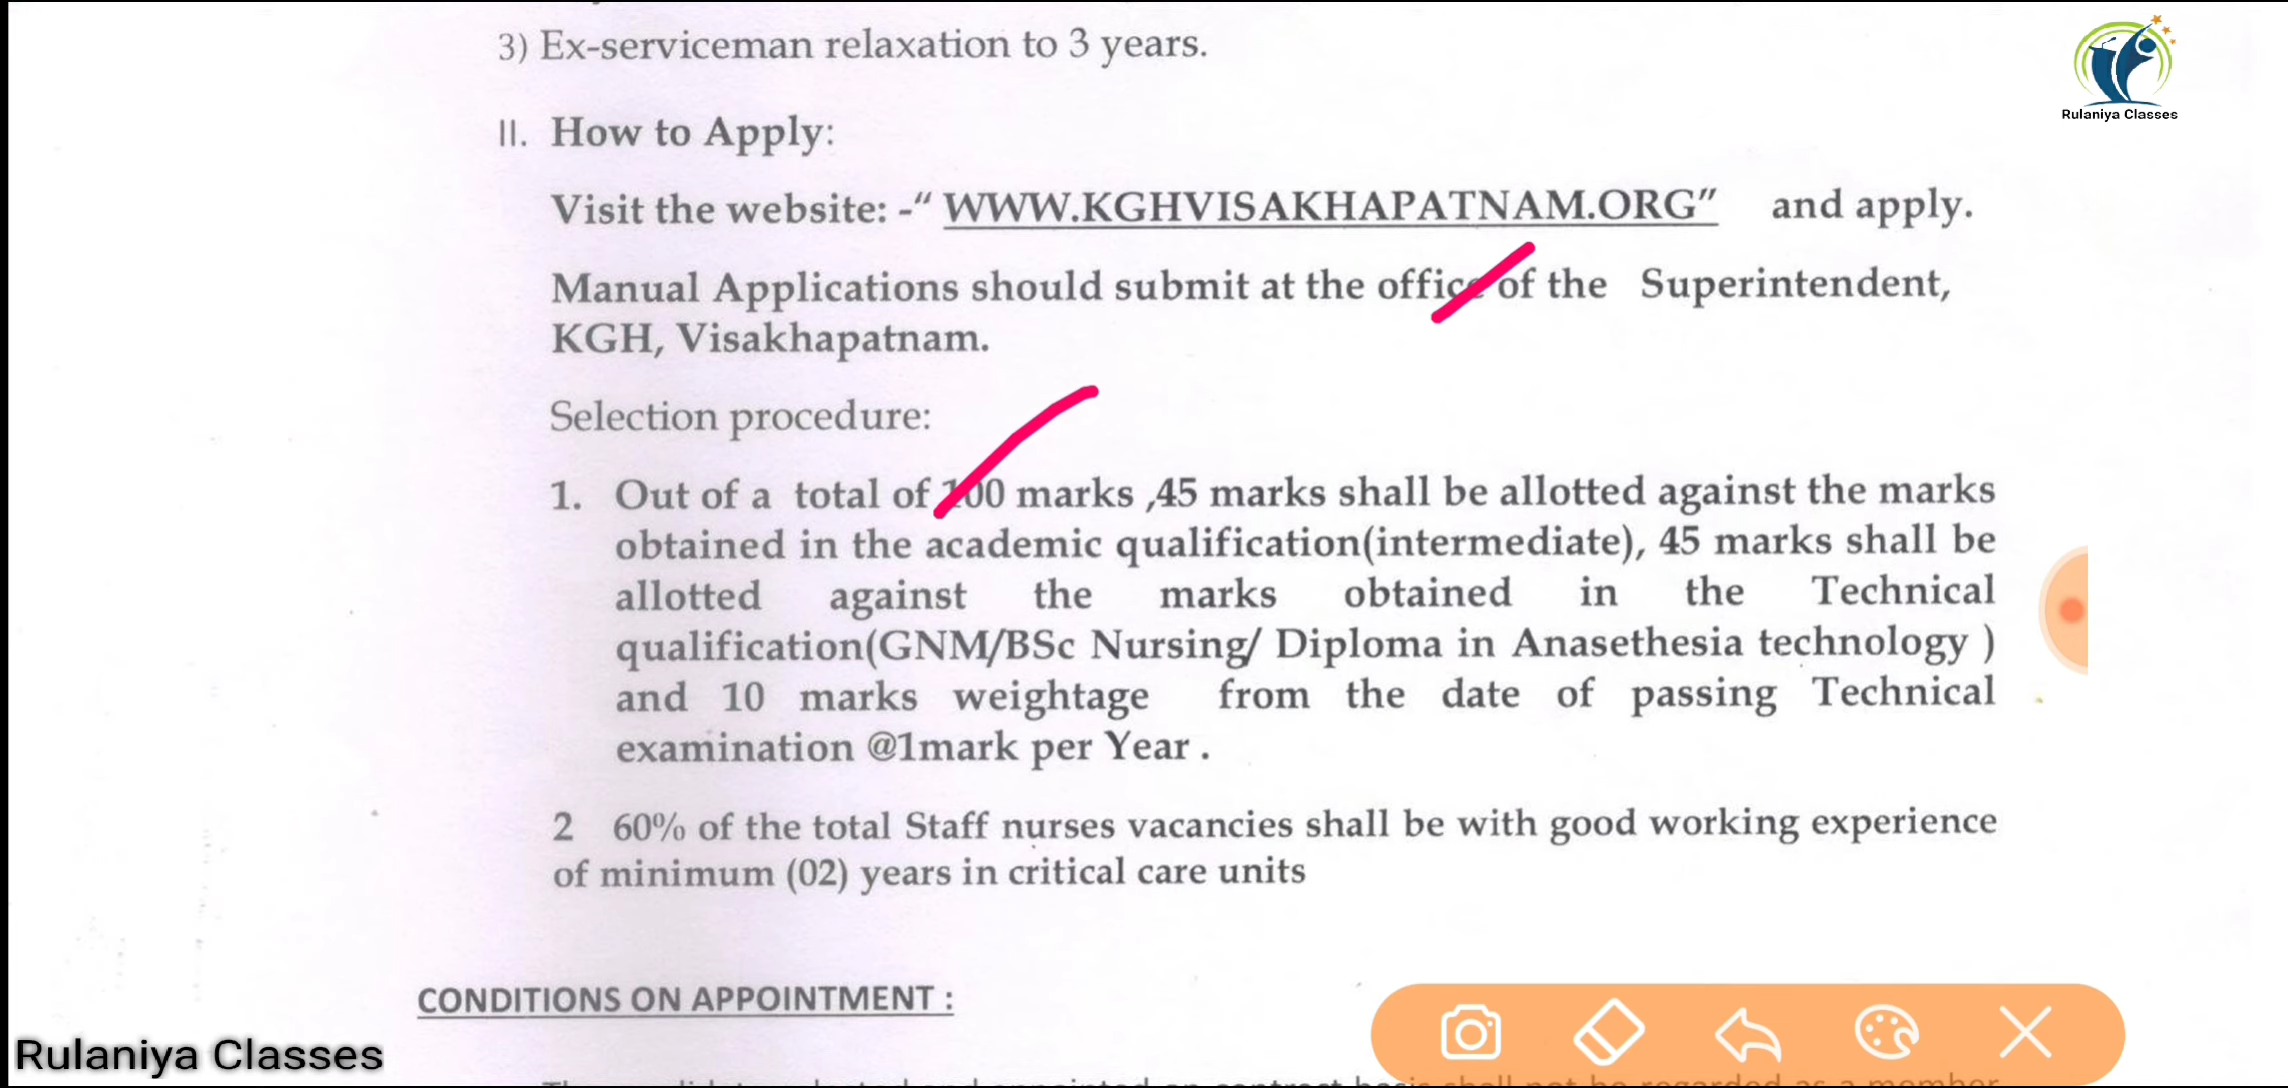 3) Ex-serviceman relaxation to 3 years.
Rulaniya Classes
II. How to Apply:
Visit the website: -“ WWW.KGHVISAKHAPATNAM.ORG” and apply.
Manual Applications should submit at the office of the Superintendent,
KGH, Visakhapatnam.
Selection procedure:
1. Out of a total of 100 marks ,45 marks shall be allotted against the marks
obtained in the academic qualification(intermediate), 45 marks shall be
allotted against the marks obtained in the Technical
qualification(GNM/BSc Nursing/ Diploma in Anasethesia technology )
and 10 marks weightage from the date of passing Technical
examination @1mark per Year .
2 60% of the total Staff nurses vacancies shall be with good working experience
of minimum (02) years in critical care units
CONDITIONS ON APPOINTMENT :
Rulaniya Classes